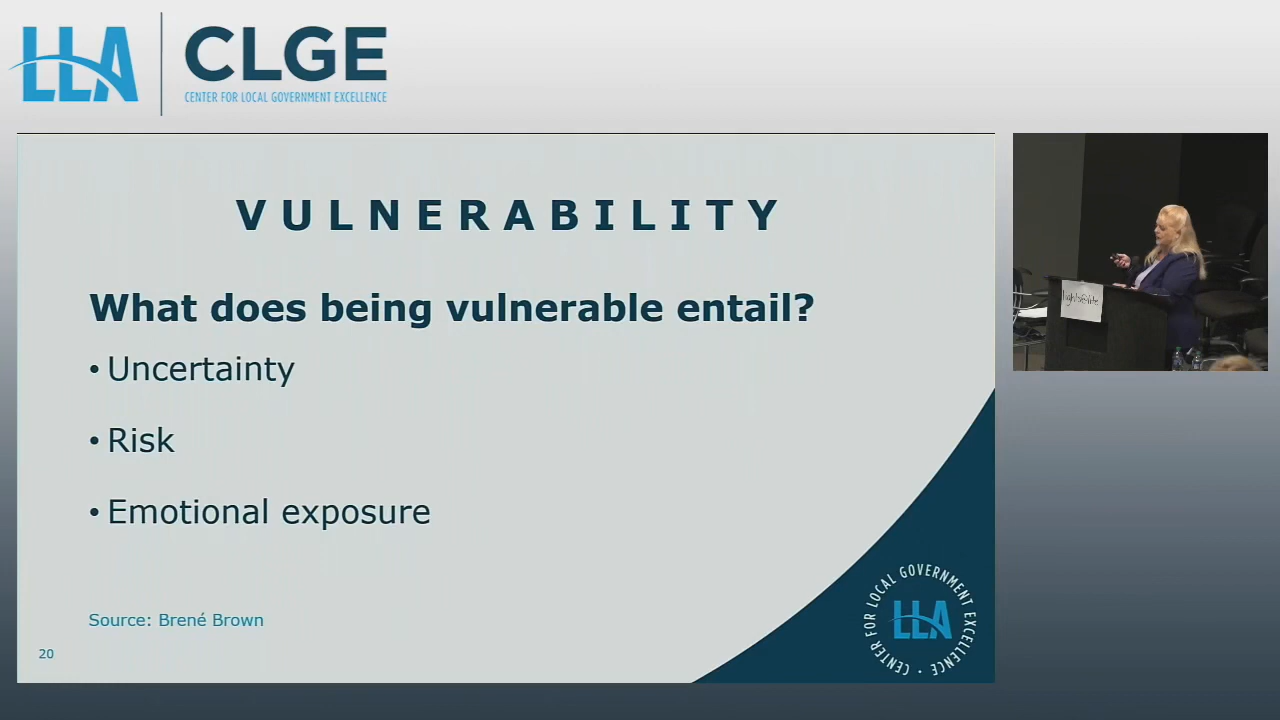 LLA
CLGE
CENTER FOR LOCAL GOVERNMENT EXCELLENCE
VULNERABILITY
What does being vulnerable entail?
• Uncertainty
• Risk
• Emotional exposure
Source: Brené Brown
20
CENTER FOR LOCAL GOVERNMENT EXCELLENCE •
LLA